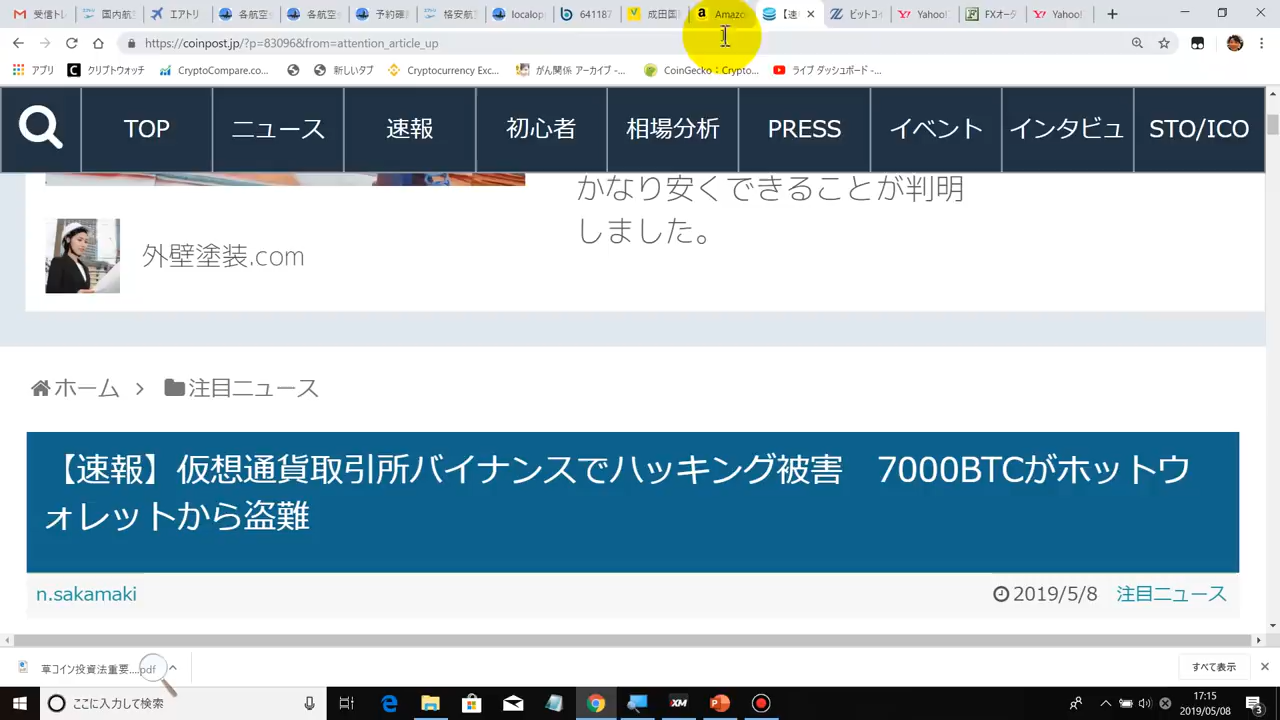 受信トレ
国内航
エアトリ
各航空
各航空
予約確
格安航
localop
641187
成田国
Amazo
【速
ビットコ
Yahoo!
FXオーク
Yahoo!
https://coinpost.jp/?p=83096&from=attention_article_up
アプリ
クリプトウォッチ
CryptoCompare.co...
新しいタブ
Cryptocurrency Exc...
がん関係 アーカイブ -...
CoinGecko：Crypto...
ライブ ダッシュボード -...
TOP
ニュース
速報
初心者
相場分析
PRESS
イベント
インタビュ
STO/ICO
かなり安くできることが判明
しました。
外壁塗装.com
ホーム > 注目ニュース
【速報】仮想通貨取引所バイナンスでハッキング被害　7000BTCがホットウ
ォレットから盗難
n.sakamaki
2019/5/8 注目ニュース
草コイン投資法重要....pdf
すべて表示
ここに入力して検索
XM
17:15
2019/05/08
3